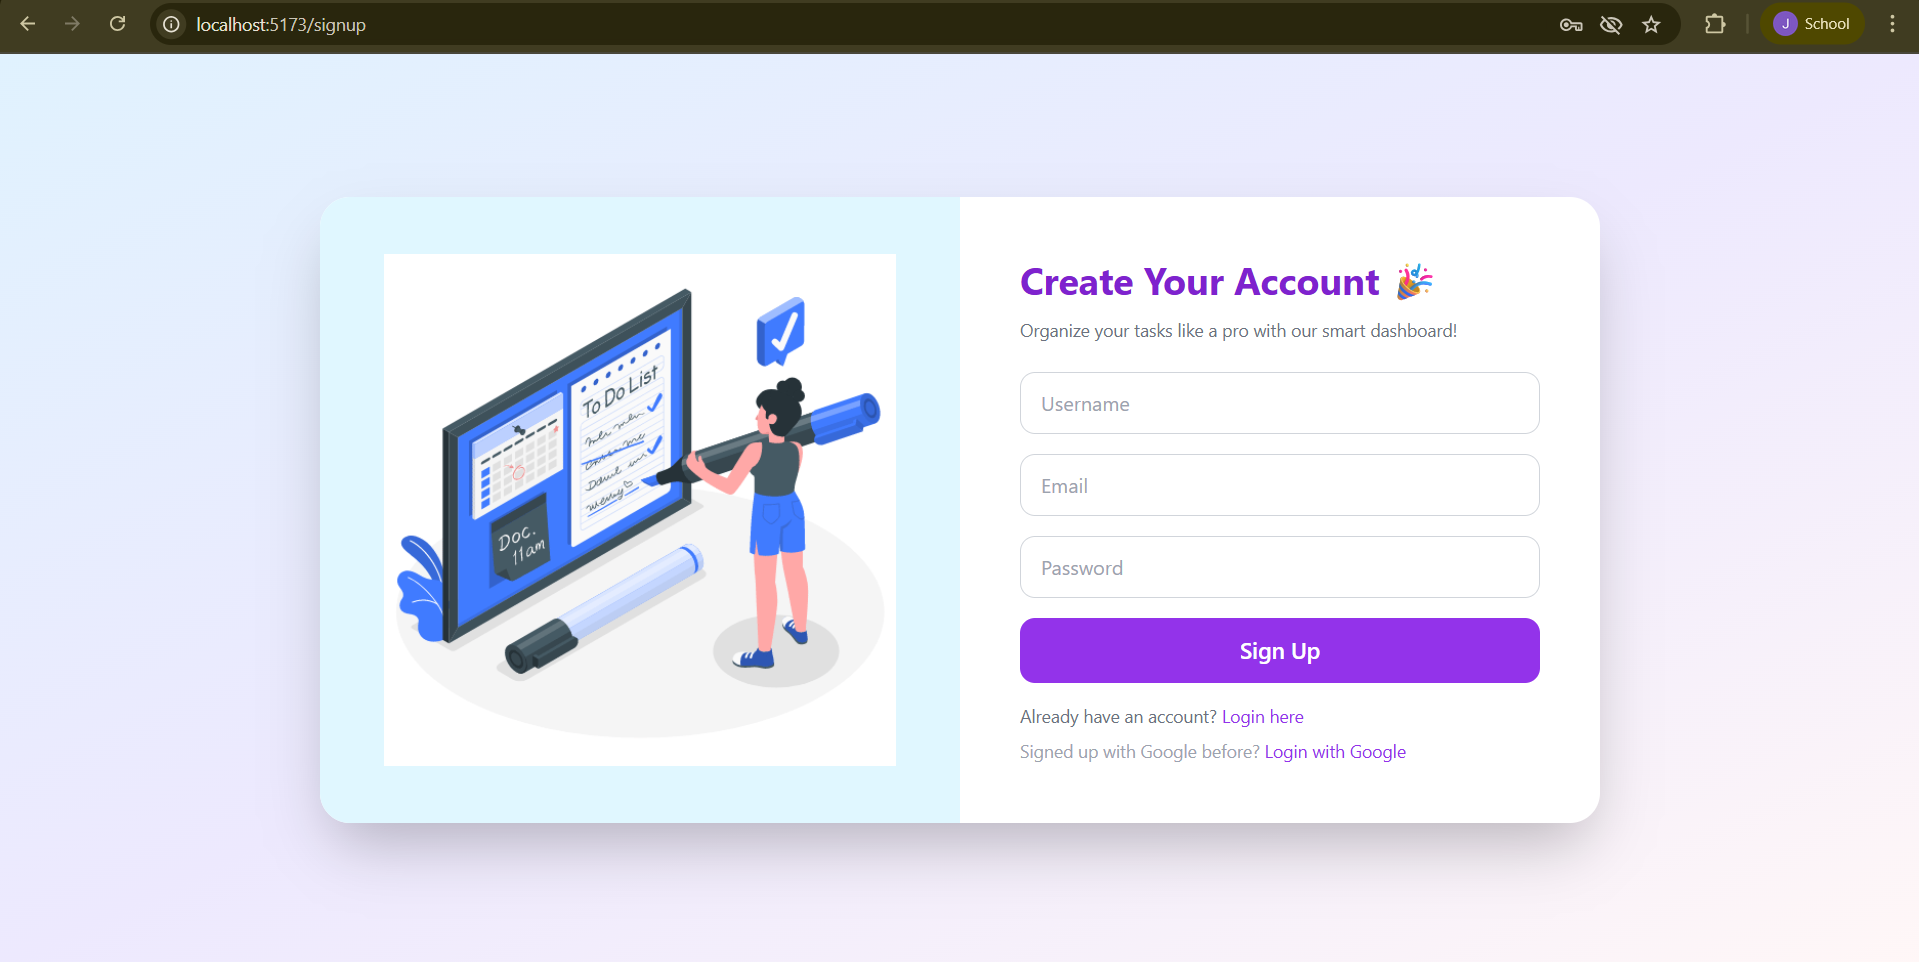 localhost:5173/signup
J School
To Do List
Doc.
11am
Create Your Account 🎉
Organize your tasks like a pro with our smart dashboard!
Username
Email
Password
Sign Up
Already have an account? Login here
Signed up with Google before? Login with Google